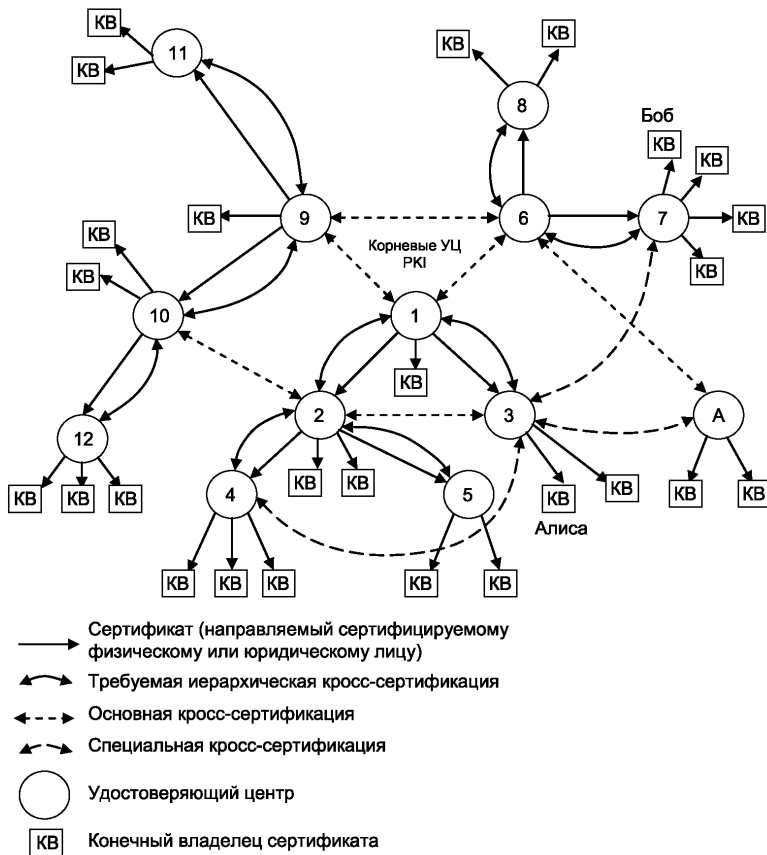 КВ
КВ
11
КВ
КВ
8
Боб
КВ
КВ
КВ
9
6
7
КВ
КВ
КВ
Корневые УЦ
PKI
КВ
10
1
КВ
12
2
3
А
КВ
КВ
КВ
КВ
КВ
4
5
КВ
КВ
КВ
КВ
Алиса
КВ
КВ
КВ
КВ
КВ
Сертификат (направляемый сертифицируемому
физическому или юридическому лицу)
Требуемая иерархическая кросс-сертификация
Основная кросс-сертификация
Специальная кросс-сертификация
Удостоверяющий центр
КВ
Конечный владелец сертификата